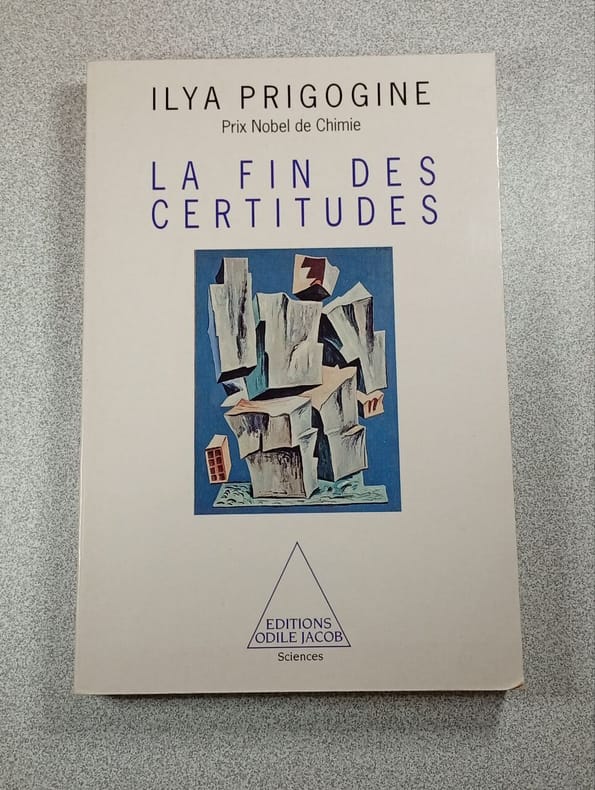 ILYA PRIGOGINE
Prix Nobel de Chimie
LA FIN DES
CERTITUDES
EDITIONS
ODILE JACOB
Sciences